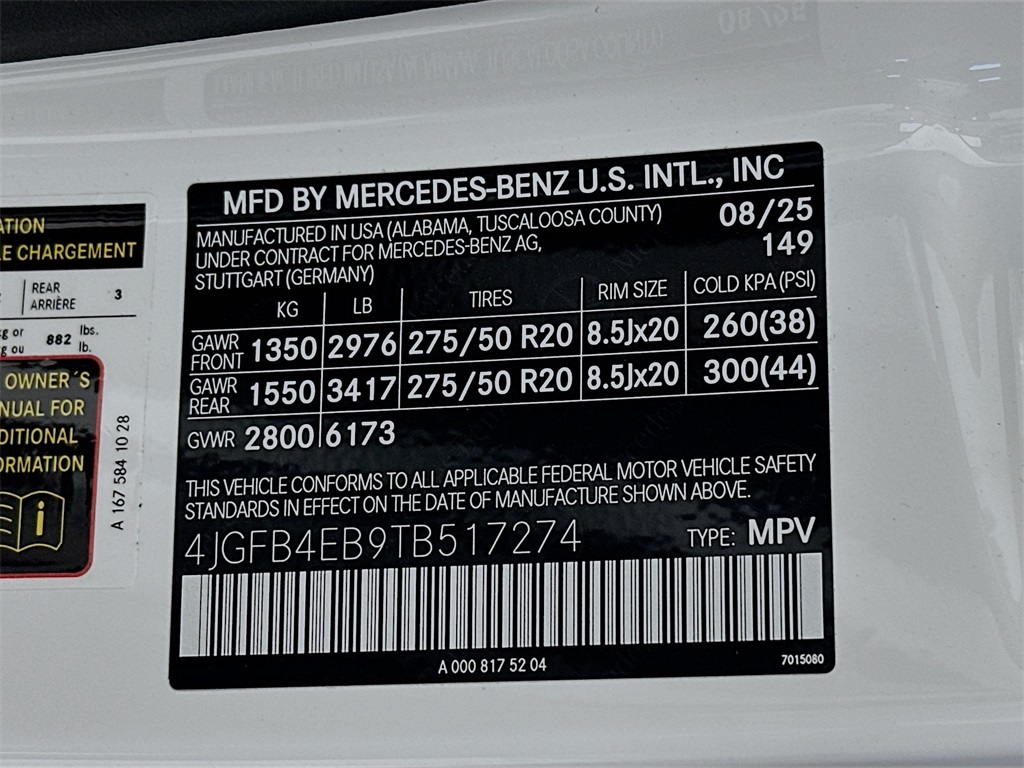 ATION
E CHARGEMENT
REAR
ARRIÈRE 3
kg or 882 lbs.
kg ou lb.
OWNER´S
NUAL FOR
DITIONAL
ORMATION
i
A 167 584 10 28
MFD BY MERCEDES-BENZ U.S. INTL., INC
MANUFACTURED IN USA (ALABAMA, TUSCALOOSA COUNTY) 08/25
UNDER CONTRACT FOR MERCEDES-BENZ AG, 149
STUTTGART (GERMANY)
KG LB TIRES RIM SIZE COLD KPA (PSI)
GAWR FRONT 1350 2976 275/50 R20 8.5Jx20 260(38)
GAWR REAR 1550 3417 275/50 R20 8.5Jx20 300(44)
GVWR 2800 6173
THIS VEHICLE CONFORMS TO ALL APPLICABLE FEDERAL MOTOR VEHICLE SAFETY
STANDARDS IN EFFECT ON THE DATE OF MANUFACTURE SHOWN ABOVE.
4JGFB4EB9TB517274 TYPE: MPV
A 000 817 52 04 7015080